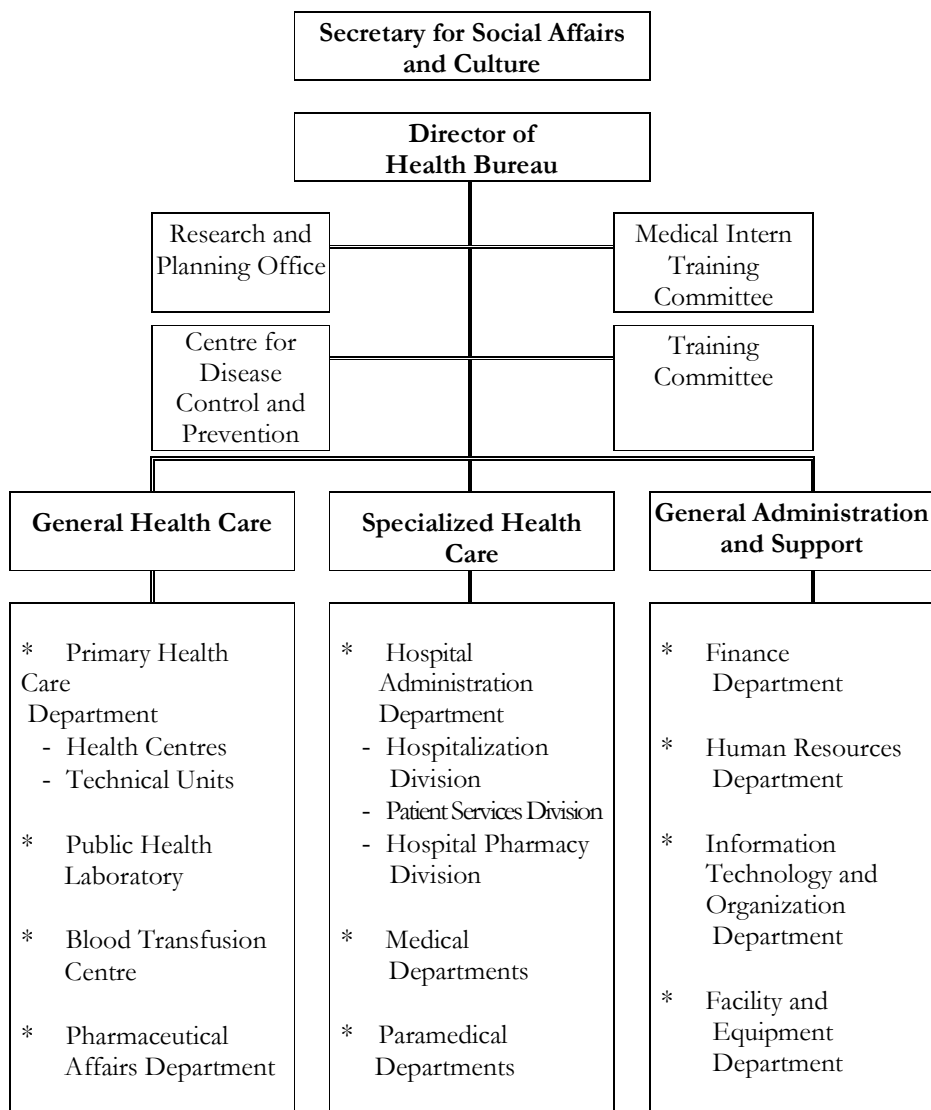 Secretary for Social Affairs
and Culture
Director of
Health Bureau
Research and
Planning Office
Medical Intern
Training
Committee
Centre for
Disease
Control and
Prevention
Training
Committee
General Health Care
Specialized Health
Care
General Administration
and Support
* Primary Health
Care
Department
- Health Centres
- Technical Units
* Public Health
Laboratory
* Blood Transfusion
Centre
* Pharmaceutical
Affairs Department
* Hospital
Administration
Department
- Hospitalization
Division
- Patient Services Division
- Hospital Pharmacy
Division
* Medical
Departments
* Paramedical
Departments
* Finance
Department
* Human Resources
Department
* Information
Technology and
Organization
Department
* Facility and
Equipment
Department